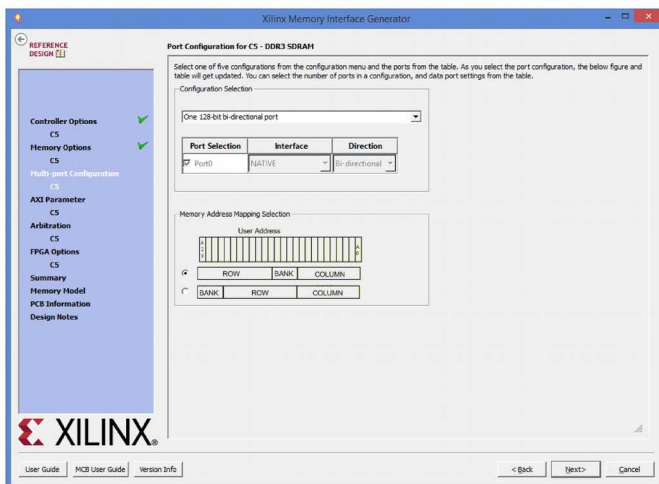 Xilinx Memory Interface Generator
REFERENCE
DESIGN
Port Configuration for C5 - DDR3 SDRAM
Select one of five configurations from the configuration menu and the ports from the table. As you select the port configuration, the below figure and
table will get updated. You can select the number of ports in a configuration, and data port settings from the table.
Controller Options
C5
Memory Options
C5
Multi-port Configuration
C5
AXI Parameter
C5
Arbitration
C5
FPGA Options
C5
Summary
Memory Model
PCB Information
Design Notes
Configuration Selection
One 128-bit bi-directional port
Port Selection Interface Direction
Port0 NATIVE Bi-directional
Memory Address Mapping Selection
User Address
ROW BANK COLUMN
BANK ROW COLUMN
XILINX®
User Guide MCB User Guide Version Info < Back Next> Cancel